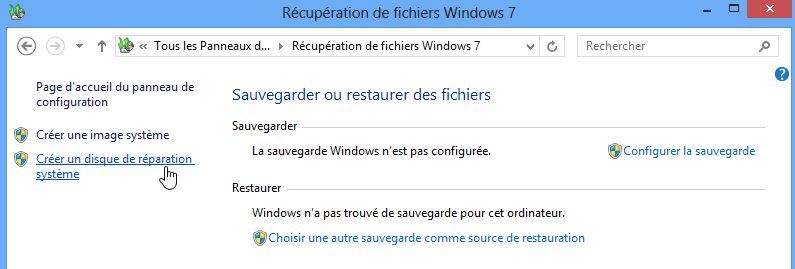 Récupération de fichiers Windows 7
« Tous les Panneaux d... Récupération de fichiers Windows 7
Rechercher
Page d'accueil du panneau de
configuration
Créer une image système
Créer un disque de réparation
système
Sauvegarder ou restaurer des fichiers
Sauvegarder
La sauvegarde Windows n'est pas configurée.
Configurer la sauvegarde
Restaurer
Windows n'a pas trouvé de sauvegarde pour cet ordinateur.
Choisir une autre sauvegarde comme source de restauration